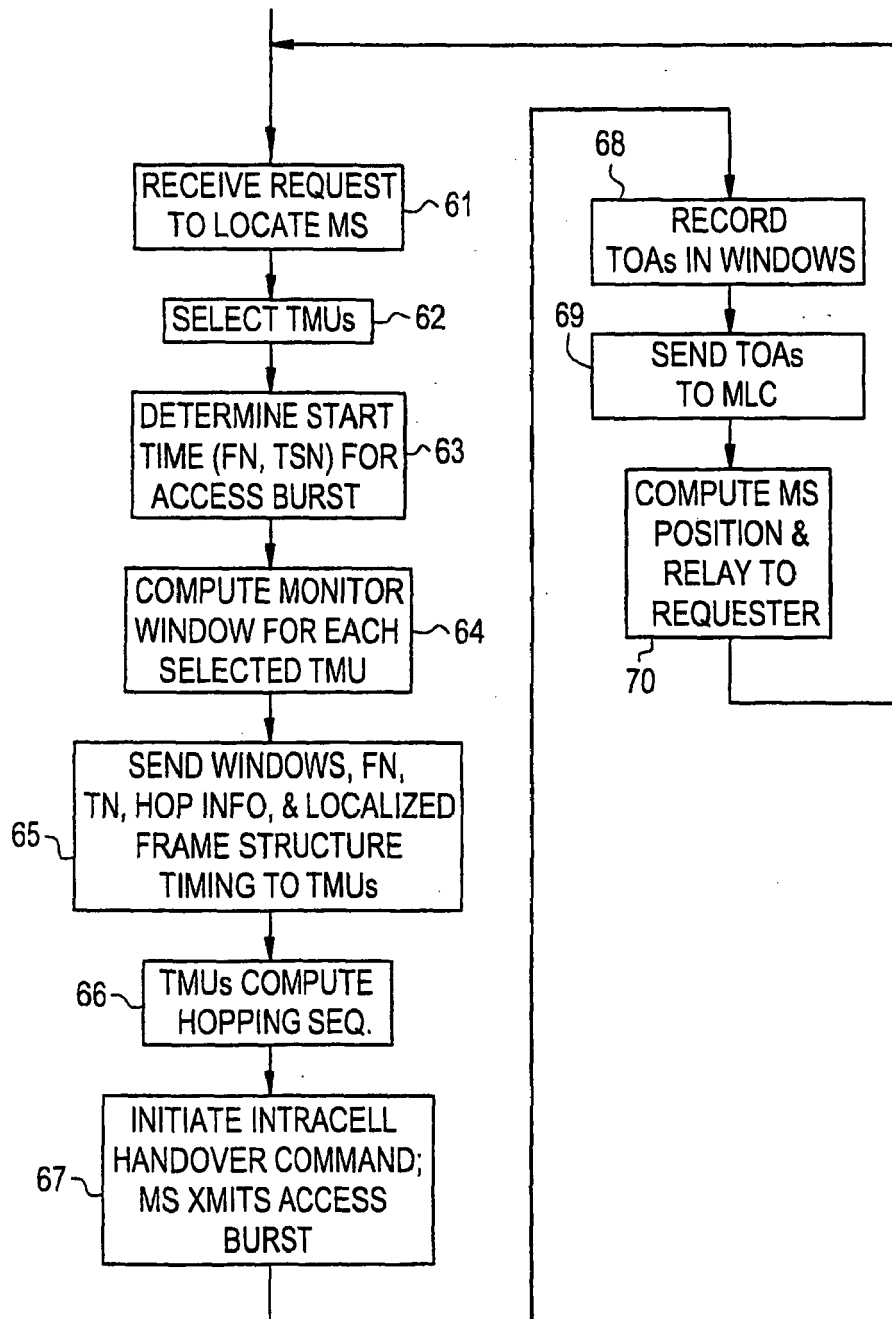 RECEIVE REQUEST
TO LOCATE MS
61
SELECT TMUs
62
DETERMINE START
TIME (FN, TSN) FOR
ACCESS BURST
63
COMPUTE MONITOR
WINDOW FOR EACH
SELECTED TMU
64
SEND WINDOWS, FN,
TN, HOP INFO, & LOCALIZED
FRAME STRUCTURE
TIMING TO TMUs
65
TMUs COMPUTE
HOPPING SEQ.
66
INITIATE INTRACELL
HANDOVER COMMAND;
MS XMITS ACCESS
BURST
67
68
RECORD
TOAs IN WINDOWS
69
SEND TOAs
TO MLC
COMPUTE MS
POSITION &
RELAY TO
REQUESTER
70